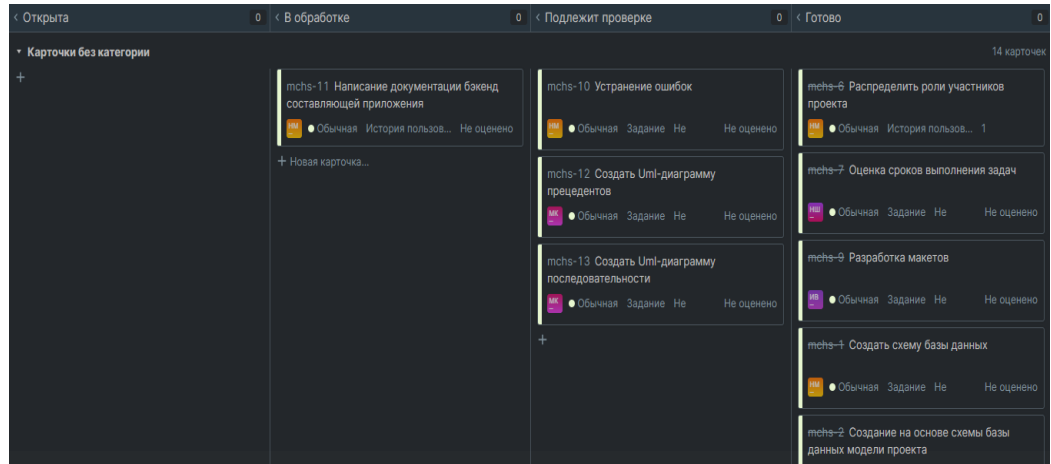 < Открыта 0
< В обработке 0
< Подлежит проверке 0
< Готово 0
Карточки без категории
14 карточек
+
mchs-11 Написание документации бэкенд
составляющей приложения
НМ Обычная История пользов... Не оценено
+ Новая карточка...
mchs-10 Устранение ошибок
НМ Обычная Задание Не Не оценено
mchs-12 Создать Uml-диаграмму
прецедентов
МК Обычная Задание Не Не оценено
mchs-13 Создать Uml-диаграмму
последовательности
МК Обычная Задание Не Не оценено
+
mchs-6 Распределить роли участников
проекта
НМ Обычная История пользов... 1
mchs-7 Оценка сроков выполнения задач
НШ Обычная Задание Не Не оценено
mchs-9 Разработка макетов
ИВ Обычная Задание Не Не оценено
mchs-1 Создать схему базы данных
НМ Обычная Задание Не Не оценено
mchs-2 Создание на основе схемы базы
данных модели проекта